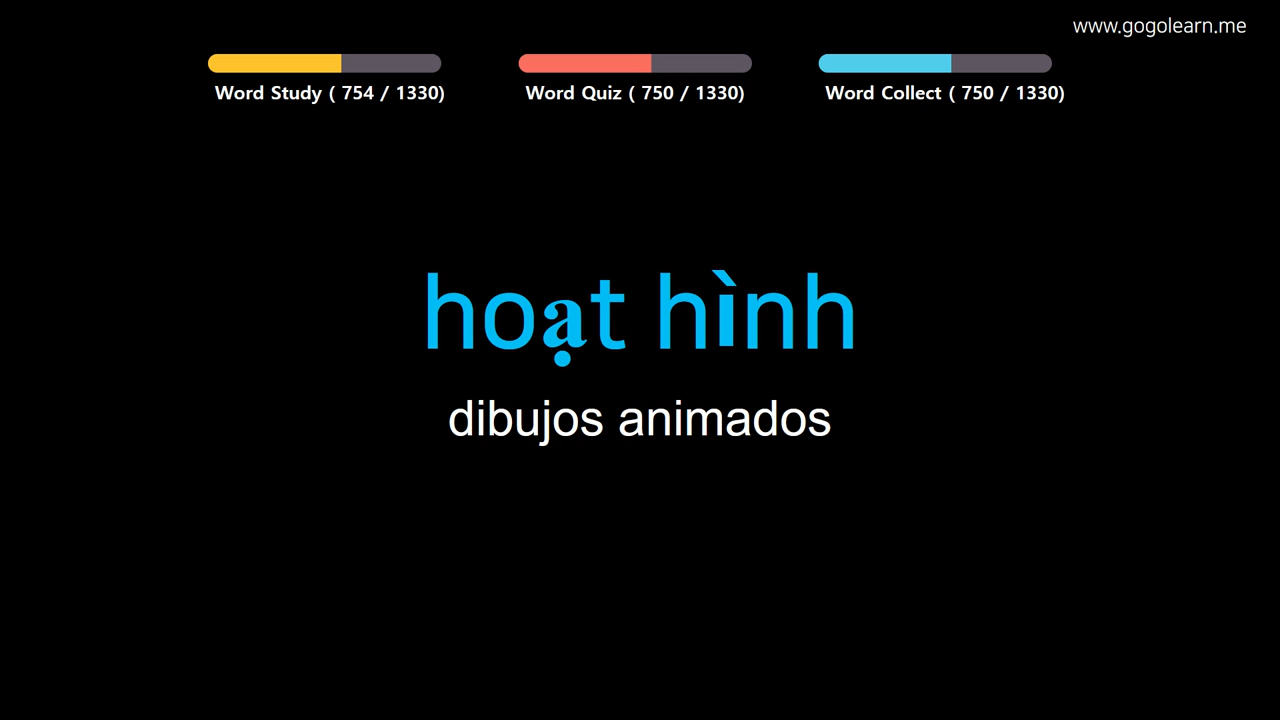 www.gogolearn.me
Word Study ( 754 / 1330)
Word Quiz ( 750 / 1330)
Word Collect ( 750 / 1330)
hoạt hình
dibujos animados